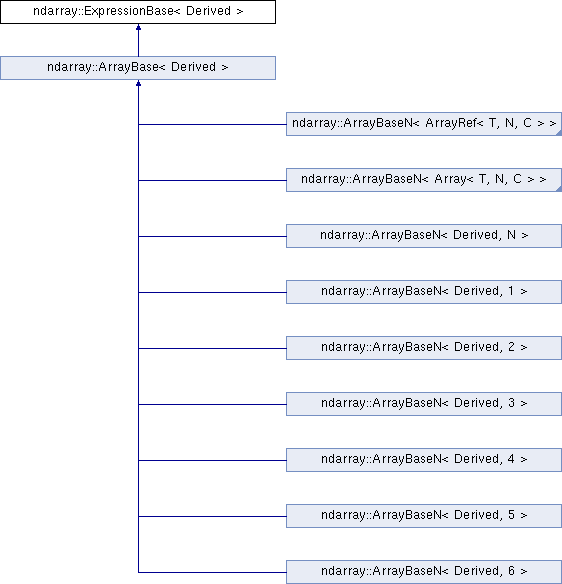 ndarray::ExpressionBase< Derived >
ndarray::ArrayBase< Derived >
ndarray::ArrayBaseN< ArrayRef< T, N, C > >
ndarray::ArrayBaseN< Array< T, N, C > >
ndarray::ArrayBaseN< Derived, N >
ndarray::ArrayBaseN< Derived, 1 >
ndarray::ArrayBaseN< Derived, 2 >
ndarray::ArrayBaseN< Derived, 3 >
ndarray::ArrayBaseN< Derived, 4 >
ndarray::ArrayBaseN< Derived, 5 >
ndarray::ArrayBaseN< Derived, 6 >